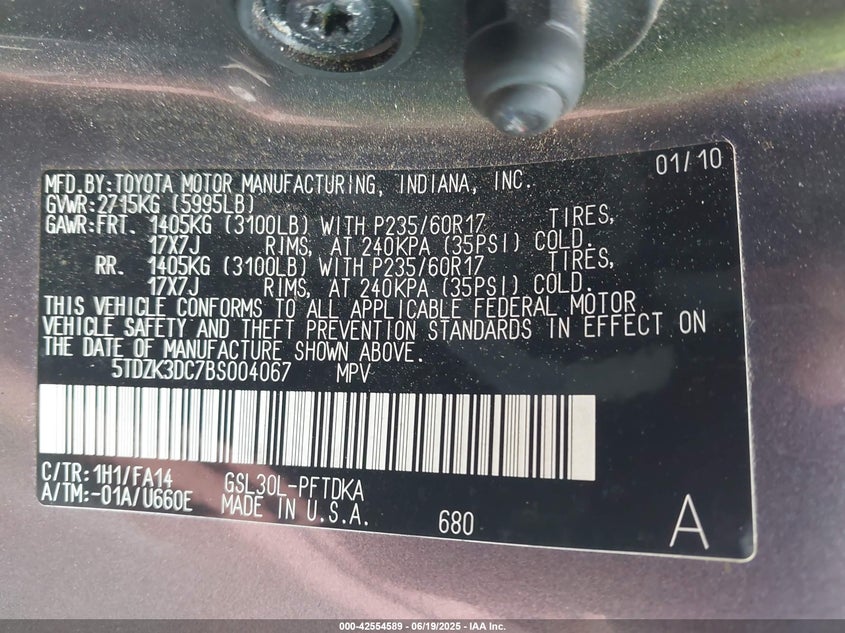 01/10
MFD.BY:TOYOTA MOTOR MANUFACTURING, INDIANA, INC.
GVWR:2715KG (5995LB)
GAWR:FRT. 1405KG (3100LB) WITH P235/60R17 TIRES,
17X7J RIMS, AT 240KPA (35PSI) COLD.
RR. 1405KG (3100LB) WITH P235/60R17 TIRES,
17X7J RIMS, AT 240KPA (35PSI) COLD.
THIS VEHICLE CONFORMS TO ALL APPLICABLE FEDERAL MOTOR
VEHICLE SAFETY AND THEFT PREVENTION STANDARDS IN EFFECT ON
THE DATE OF MANUFACTURE SHOWN ABOVE.
5TDZK3DC7BS004067 MPV
C/TR:1H1/FA14 GSL30L-PFTDKA
A/TM:-01A/U660E MADE IN U.S.A. 680 A
000-42554589 - 06/19/2025 - IAA Inc.